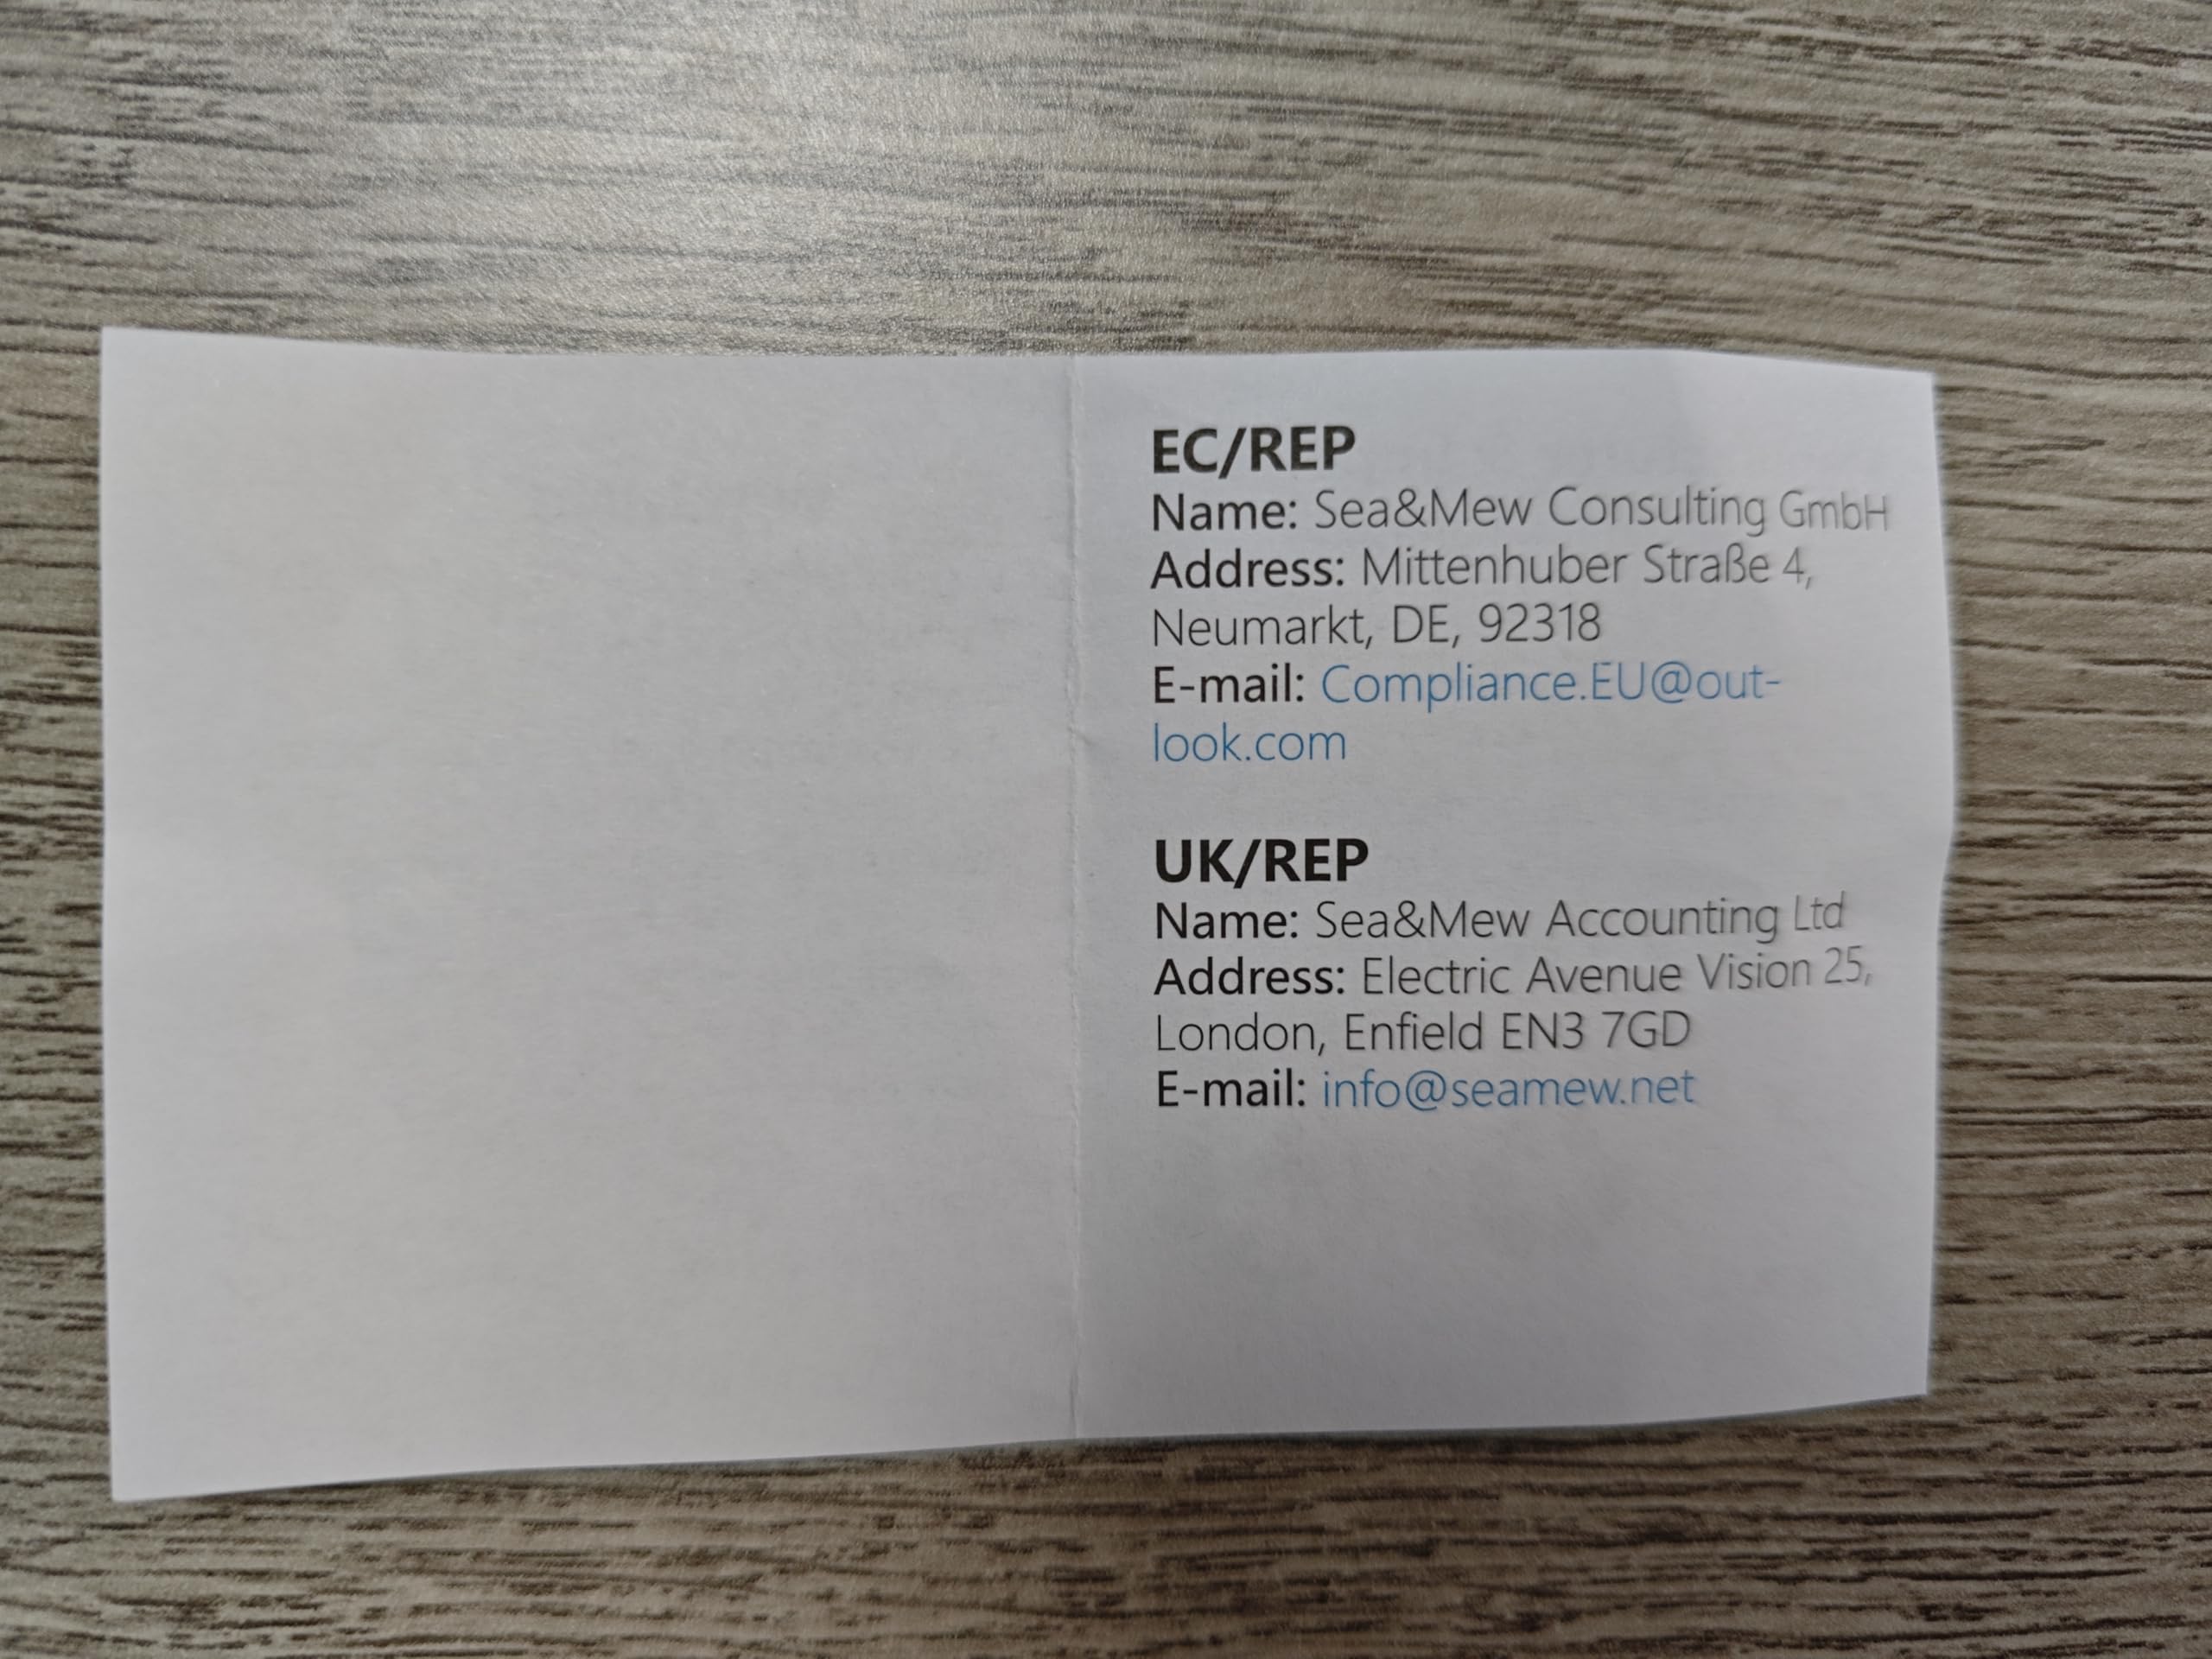 EC/REP
Name: Sea&Mew Consulting GmbH
Address: Mittenhuber Straße 4,
Neumarkt, DE, 92318
E-mail: Compliance.EU@out-
look.com
UK/REP
Name: Sea&Mew Accounting Ltd
Address: Electric Avenue Vision 25,
London, Enfield EN3 7GD
E-mail: info@seamew.net